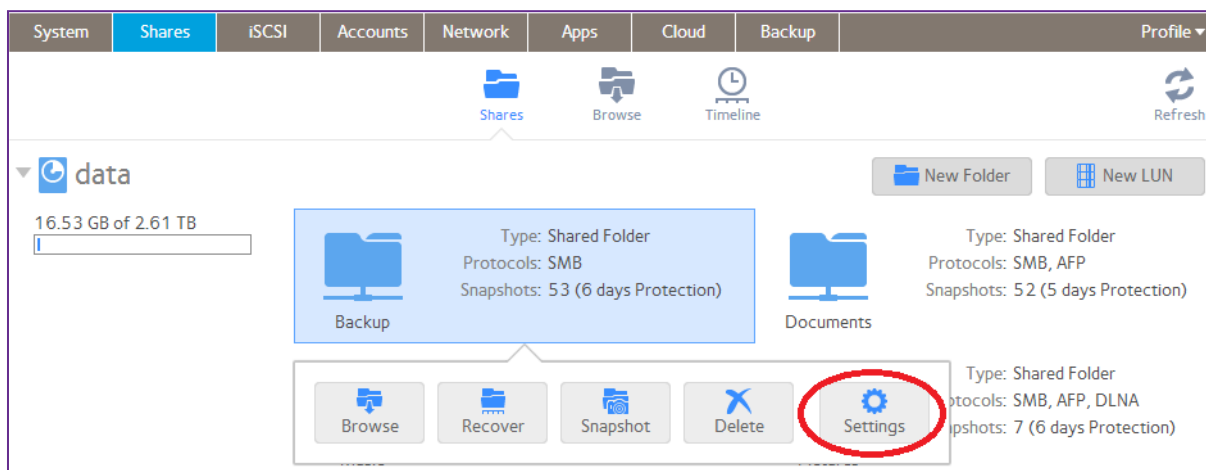 System Shares iSCSI Accounts Network Apps Cloud Backup Profile
Shares Browse Timeline Refresh
data New Folder New LUN
16.53 GB of 2.61 TB
Type: Shared Folder
Protocols: SMB
Snapshots: 53 (6 days Protection)
Backup
Type: Shared Folder
Protocols: SMB, AFP
Snapshots: 52 (5 days Protection)
Documents
Browse Recover Snapshot Delete Settings
Type: Shared Folder
otocols: SMB, AFP, DLNA
pshots: 7 (6 days Protection)